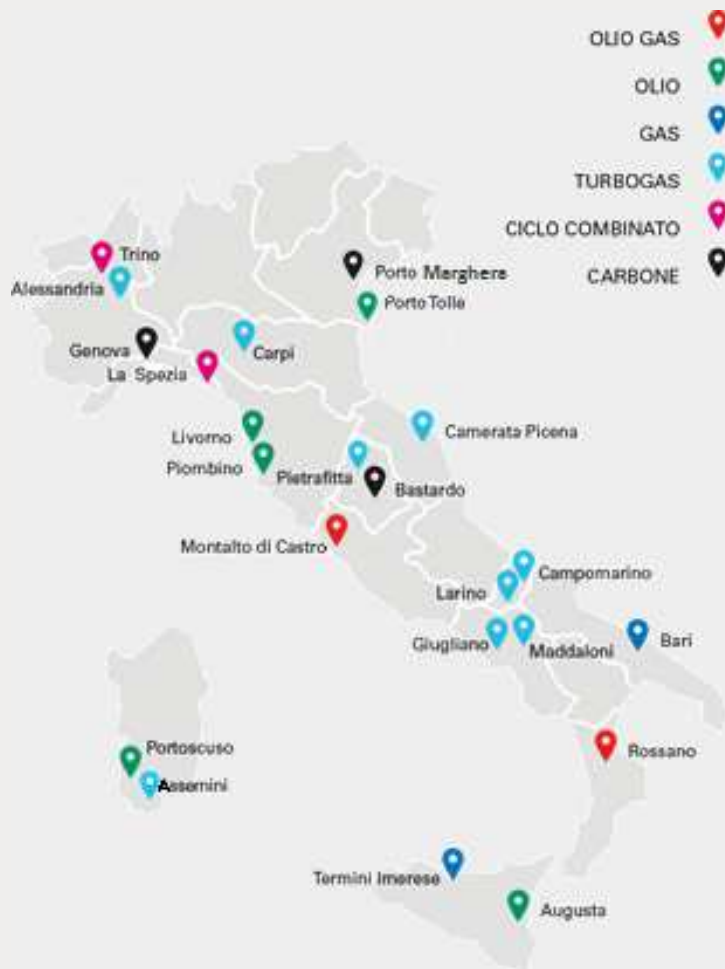 OLIO GAS
OLIO
GAS
TURBOGAS
CICLO COMBINATO
CARBONE
Trino
Alessandria
Porto Marghera
Porto Tolle
Genova
Carpi
La Spezia
Livorno
Camerata Picena
Piombino
Pietrafitta
Bastardo
Montalto di Castro
Campomarino
Larino
Giugliano
Maddaloni
Bari
Portoscuso
Rossano
Assemini
Termini Imerese
Augusta